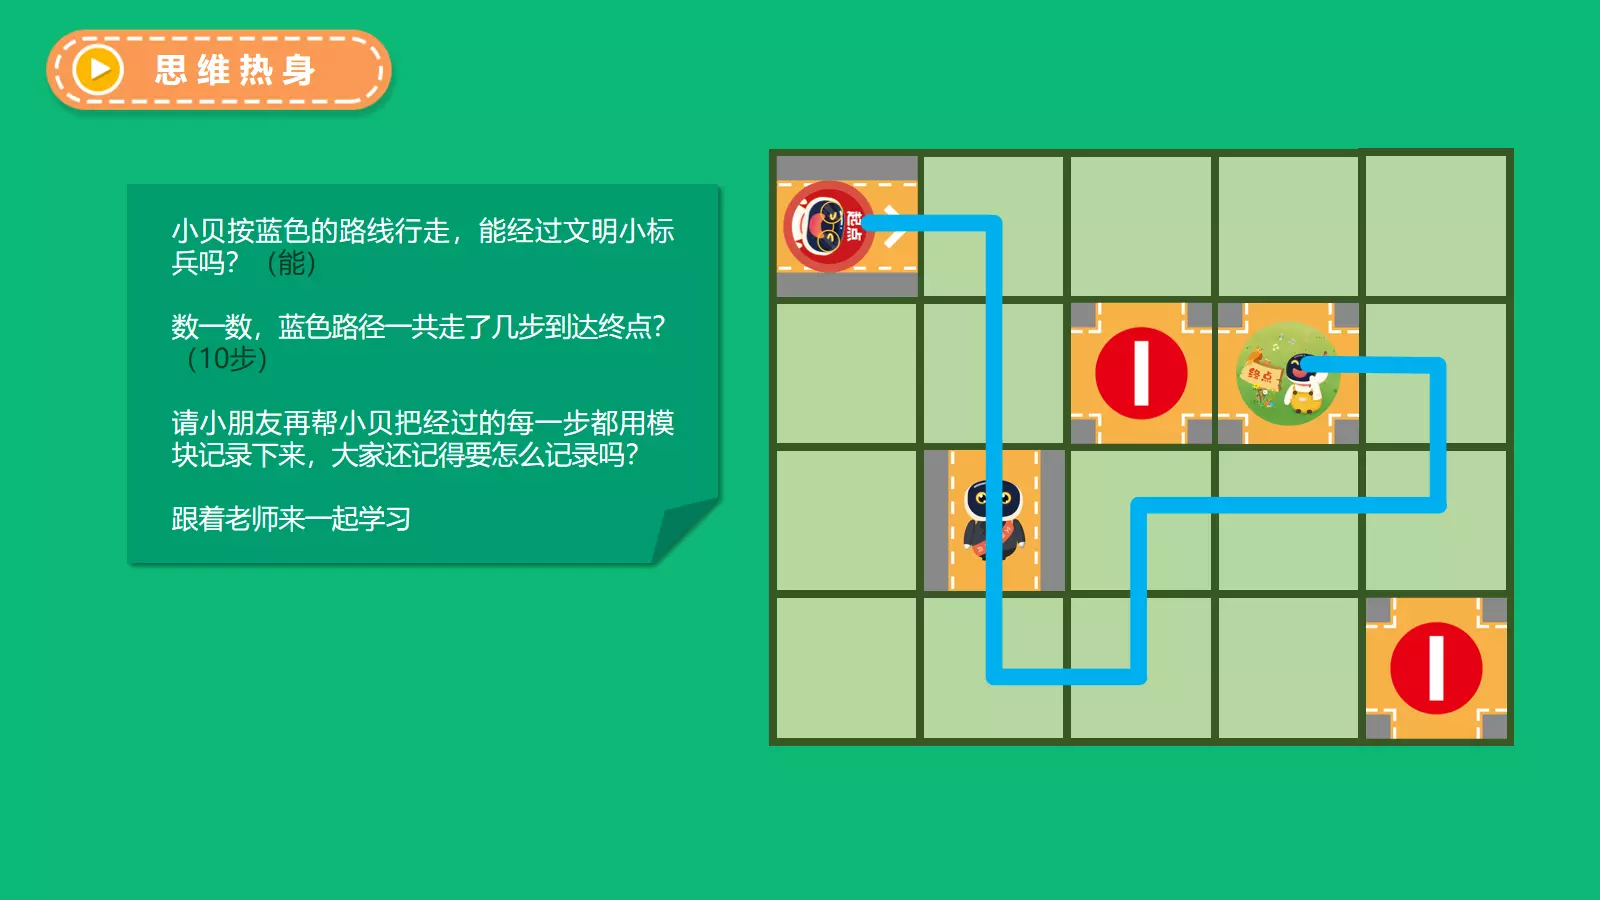 思维热身
小贝按蓝色的路线行走，能经过文明小标
兵吗？（能）
数一数，蓝色路径一共走了几步到达终点？
（10步）
请小朋友再帮小贝把经过的每一步都用模
块记录下来，大家还记得要怎么记录吗？
跟着老师来一起学习
起点
终点